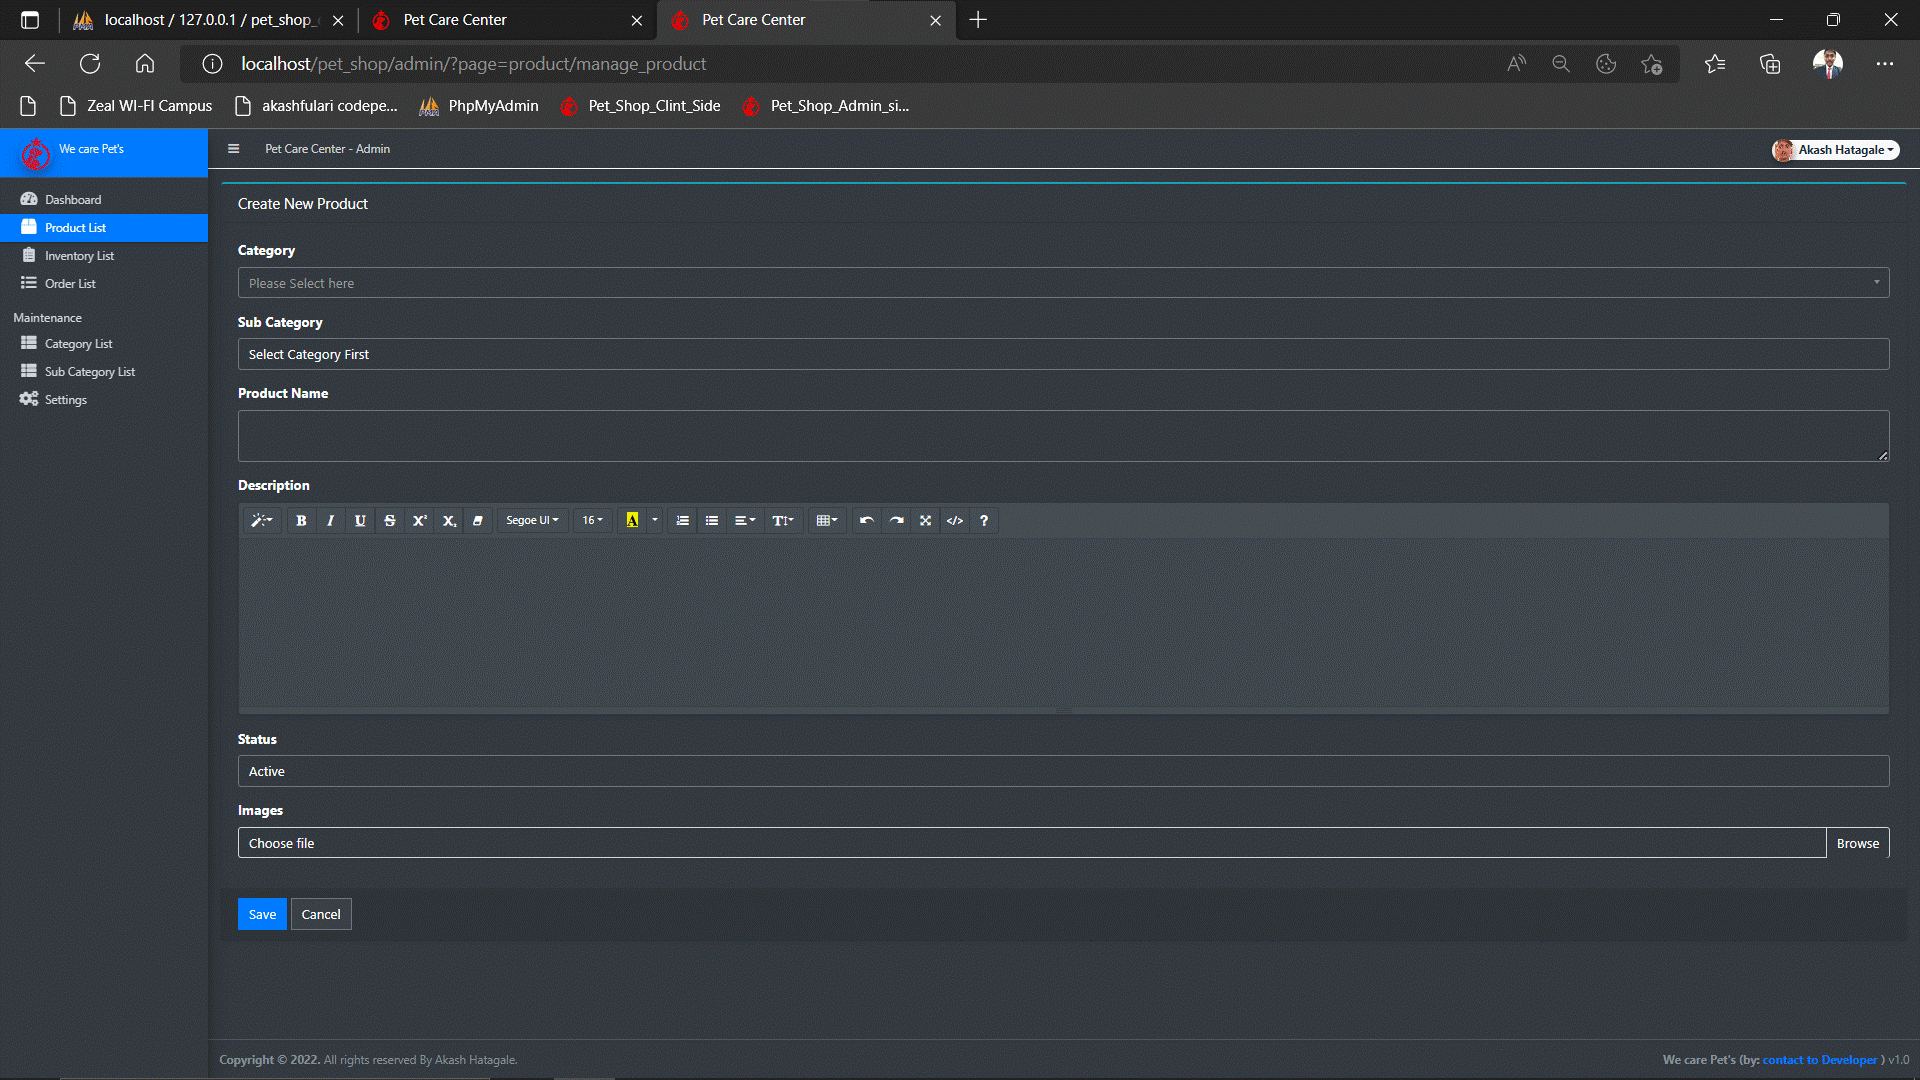 localhost / 127.0.0.1 / pet_shop_
Pet Care Center
Pet Care Center
localhost/pet_shop/admin/?page=product/manage_product
Zeal WI-FI Campus
akashfulari codepe...
PhpMyAdmin
Pet_Shop_Clint_Side
Pet_Shop_Admin_si...
We care Pet's
Pet Care Center - Admin
Akash Hatagale
Dashboard
Product List
Inventory List
Order List
Maintenance
Category List
Sub Category List
Settings
Create New Product
Category
Please Select here
Sub Category
Select Category First
Product Name
Description
B I U S X² X₂ Segoe UI 16 A T </> ?
Status
Active
Images
Choose file
Browse
Save
Cancel
Copyright © 2022. All rights reserved By Akash Hatagale.
We care Pet's (by: contact to Developer ) v1.0